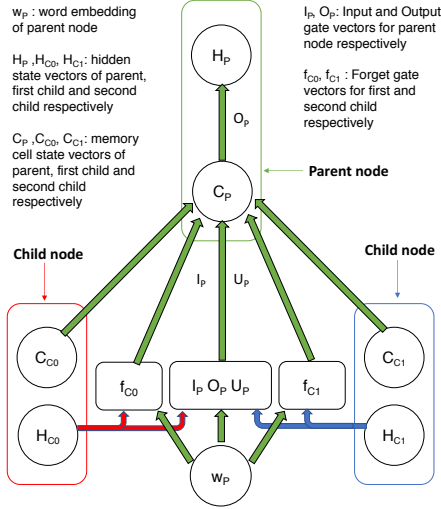 w_P : word embedding
of parent node
H_P ,H_C0, H_C1: hidden
state vectors of parent,
first child and second
child respectively
C_P ,C_C0, C_C1: memory
cell state vectors of
parent, first child and
second child
respectively
I_P, O_P: Input and Output
gate vectors for parent
node respectively
f_C0, f_C1 : Forget gate
vectors for first and
second child
respectively
H_P
O_P
C_P
Parent node
Child node
Child node
I_P
U_P
C_C0
C_C1
f_C0
I_P O_P U_P
f_C1
H_C0
H_C1
w_P